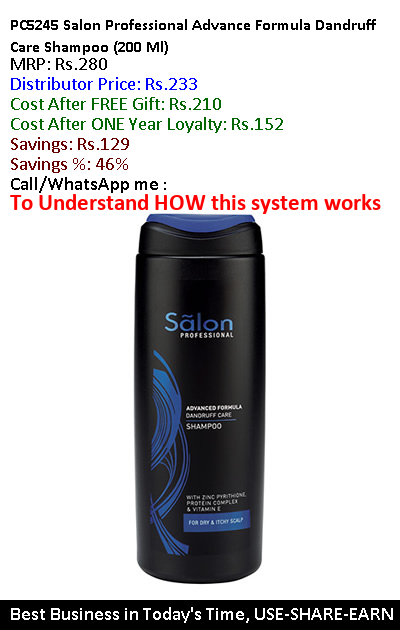 PC5245 Salon Professional Advance Formula Dandruff
Care Shampoo (200 Ml)
MRP: Rs.280
Distributor Price: Rs.233
Cost After FREE Gift: Rs.210
Cost After ONE Year Loyalty: Rs.152
Savings: Rs.129
Savings %: 46%
Call/WhatsApp me :
To Understand HOW this system works
Sãlon
PROFESSIONAL
ADVANCED FORMULA
DANDRUFF CARE
SHAMPOO
WITH ZINC PYRITHIONE,
PROTEIN COMPLEX
& VITAMIN E
FOR DRY & ITCHY SCALP
Best Business in Today's Time, USE-SHARE-EARN